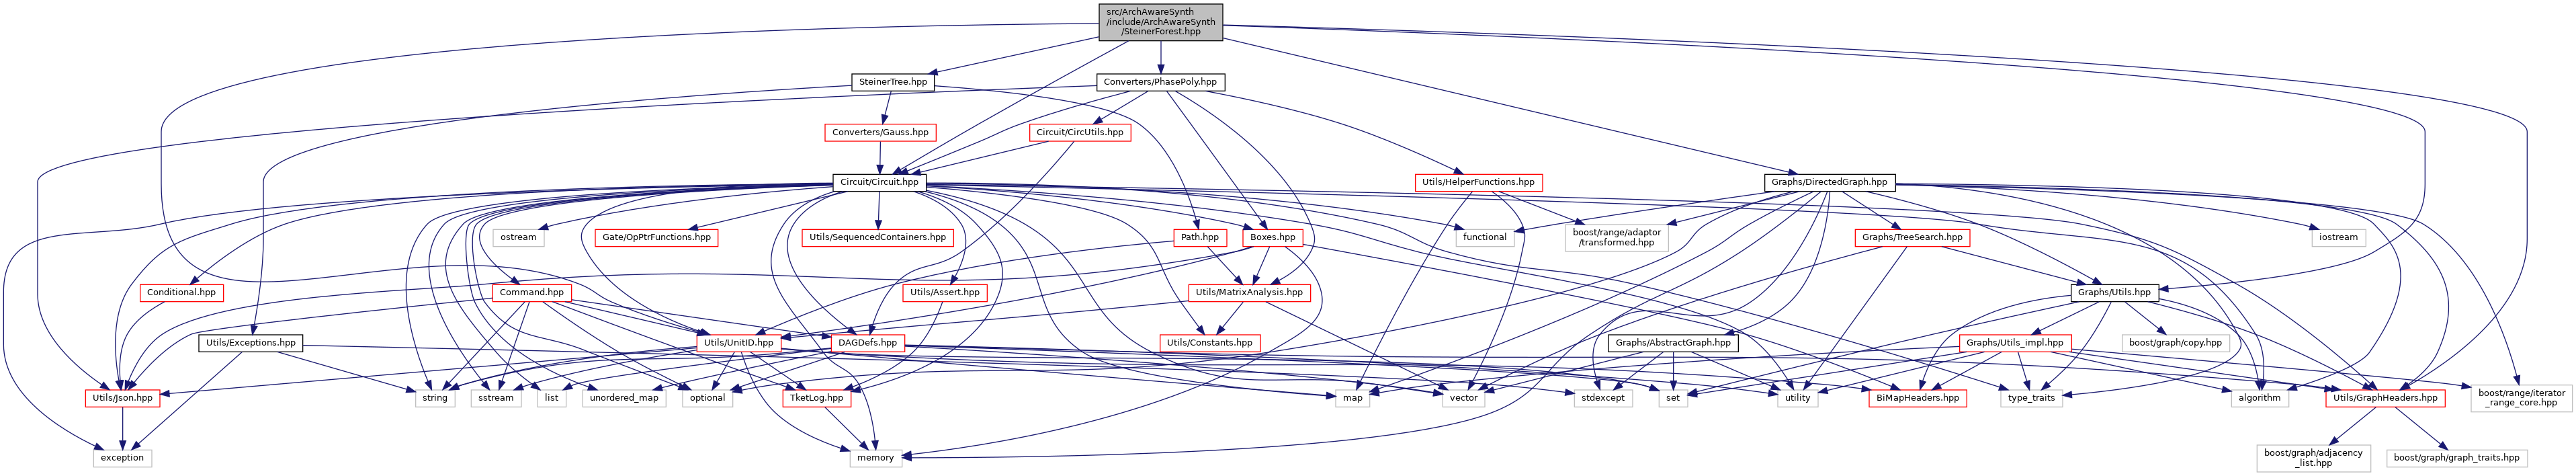 src/ArchAwareSynth
/include/ArchAwareSynth
/SteinerForest.hpp
SteinerTree.hpp
Converters/PhasePoly.hpp
Converters/Gauss.hpp
Circuit/CircUtils.hpp
Circuit/Circuit.hpp
Utils/HelperFunctions.hpp
Graphs/DirectedGraph.hpp
ostream
Gate/OpPtrFunctions.hpp
Utils/SequencedContainers.hpp
Path.hpp
Boxes.hpp
functional
boost/range/adaptor
/transformed.hpp
Graphs/TreeSearch.hpp
iostream
Conditional.hpp
Command.hpp
Utils/Assert.hpp
Utils/MatrixAnalysis.hpp
Graphs/Utils.hpp
Utils/Exceptions.hpp
Utils/UnitID.hpp
DAGDefs.hpp
Utils/Constants.hpp
Graphs/AbstractGraph.hpp
Graphs/Utils_impl.hpp
boost/graph/copy.hpp
Utils/Json.hpp
string
sstream
list
unordered_map
optional
TketLog.hpp
map
vector
stdexcept
set
utility
BiMapHeaders.hpp
type_traits
algorithm
Utils/GraphHeaders.hpp
boost/range/iterator
_range_core.hpp
exception
memory
boost/graph/adjacency
_list.hpp
boost/graph/graph_traits.hpp